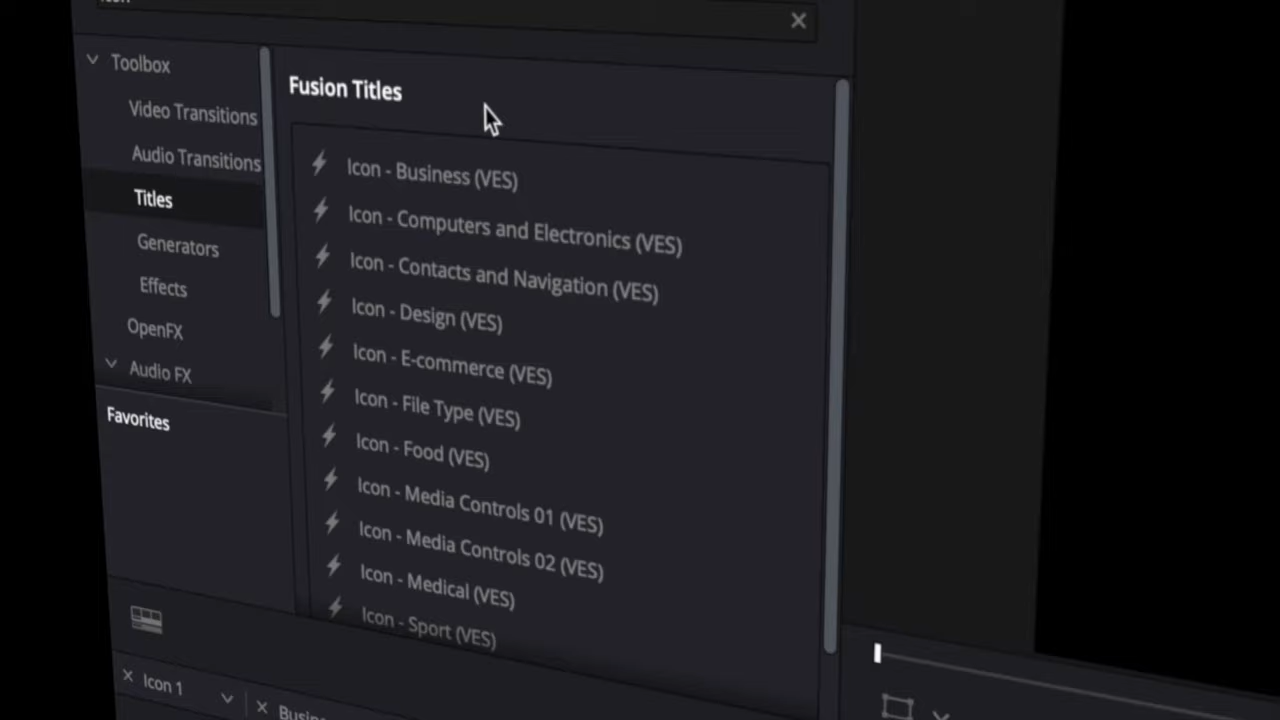 Toolbox
Video Transitions
Audio Transitions
Titles
Generators
Effects
OpenFX
Audio FX
Favorites
Fusion Titles
Icon - Business (VES)
Icon - Computers and Electronics (VES)
Icon - Contacts and Navigation (VES)
Icon - Design (VES)
Icon - E-commerce (VES)
Icon - File Type (VES)
Icon - Food (VES)
Icon - Media Controls 01 (VES)
Icon - Media Controls 02 (VES)
Icon - Medical (VES)
Icon - Sport (VES)
Icon 1